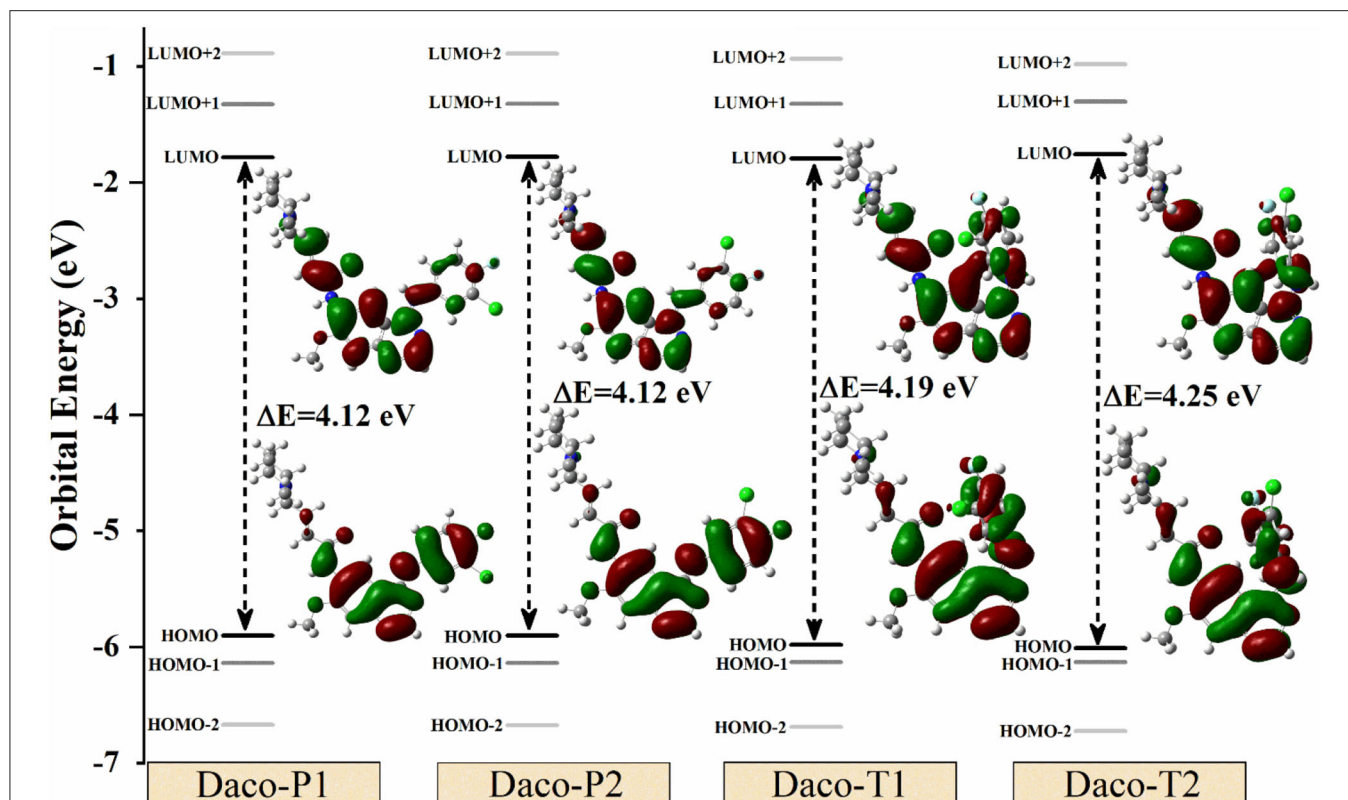 Orbital Energy (eV)
-1
-2
-3
-4
-5
-6
-7
LUMO+2
LUMO+1
LUMO
ΔE=4.12 eV
HOMO
HOMO-1
HOMO-2
Daco-P1
LUMO+2
LUMO+1
LUMO
ΔE=4.12 eV
HOMO
HOMO-1
HOMO-2
Daco-P2
LUMO+2
LUMO+1
LUMO
ΔE=4.19 eV
HOMO
HOMO-1
HOMO-2
Daco-T1
LUMO+2
LUMO+1
LUMO
ΔE=4.25 eV
HOMO
HOMO-1
HOMO-2
Daco-T2